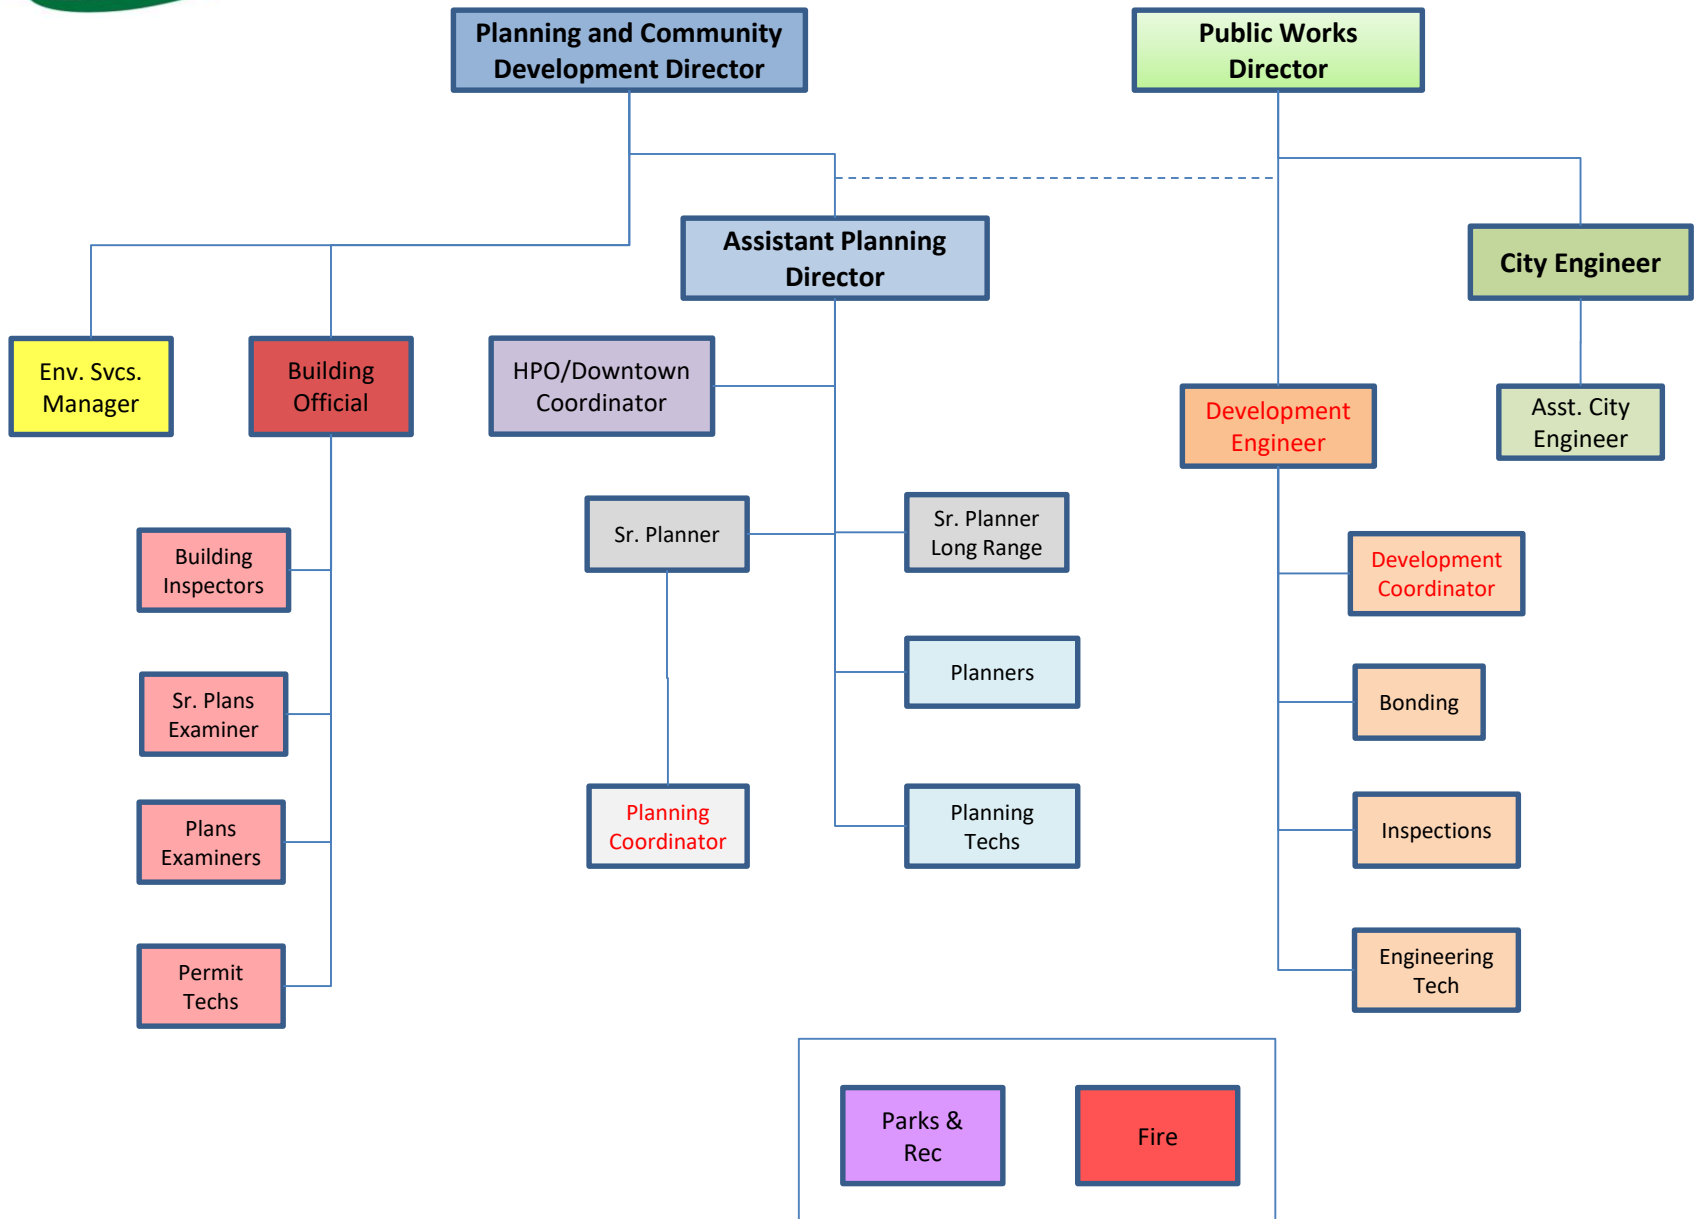 Planning and Community
Development Director
Public Works
Director
Assistant Planning
Director
City Engineer
Env. Svcs.
Manager
Building
Official
HPO/Downtown
Coordinator
Development
Engineer
Asst. City
Engineer
Sr. Planner
Sr. Planner
Long Range
Building
Inspectors
Development
Coordinator
Planners
Sr. Plans
Examiner
Bonding
Planning
Coordinator
Planning
Techs
Plans
Examiners
Inspections
Permit
Techs
Engineering
Tech
Parks &
Rec
Fire